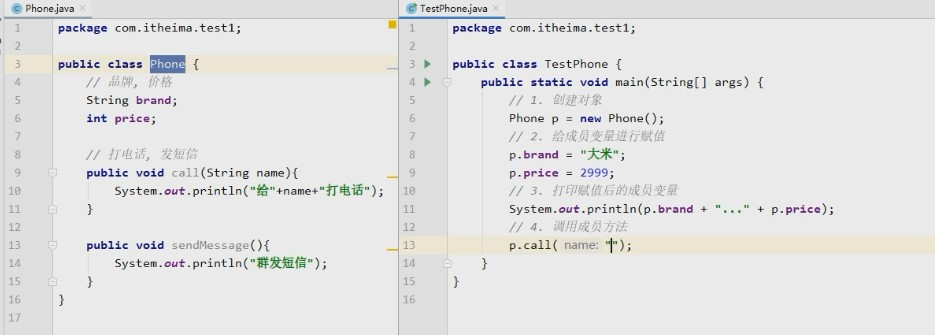 Phone.java
1 package com.itheima.test1;
2
3 public class Phone {
4 // 品牌, 价格
5 String brand;
6 int price;
7
8 // 打电话, 发短信
9 public void call(String name){
10 System.out.println("给"+name+"打电话");
11 }
12
13 public void sendMessage(){
14 System.out.println("群发短信");
15 }
16 }
17
TestPhone.java
1 package com.itheima.test1;
2
3 public class TestPhone {
4 public static void main(String[] args) {
5 // 1. 创建对象
6 Phone p = new Phone();
7 // 2. 给成员变量进行赋值
8 p.brand = "大米";
9 p.price = 2999;
10 // 3. 打印赋值后的成员变量
11 System.out.println(p.brand + "..." + p.price);
12 // 4. 调用成员方法
13 p.call( name: "");
14 }
15 }
16